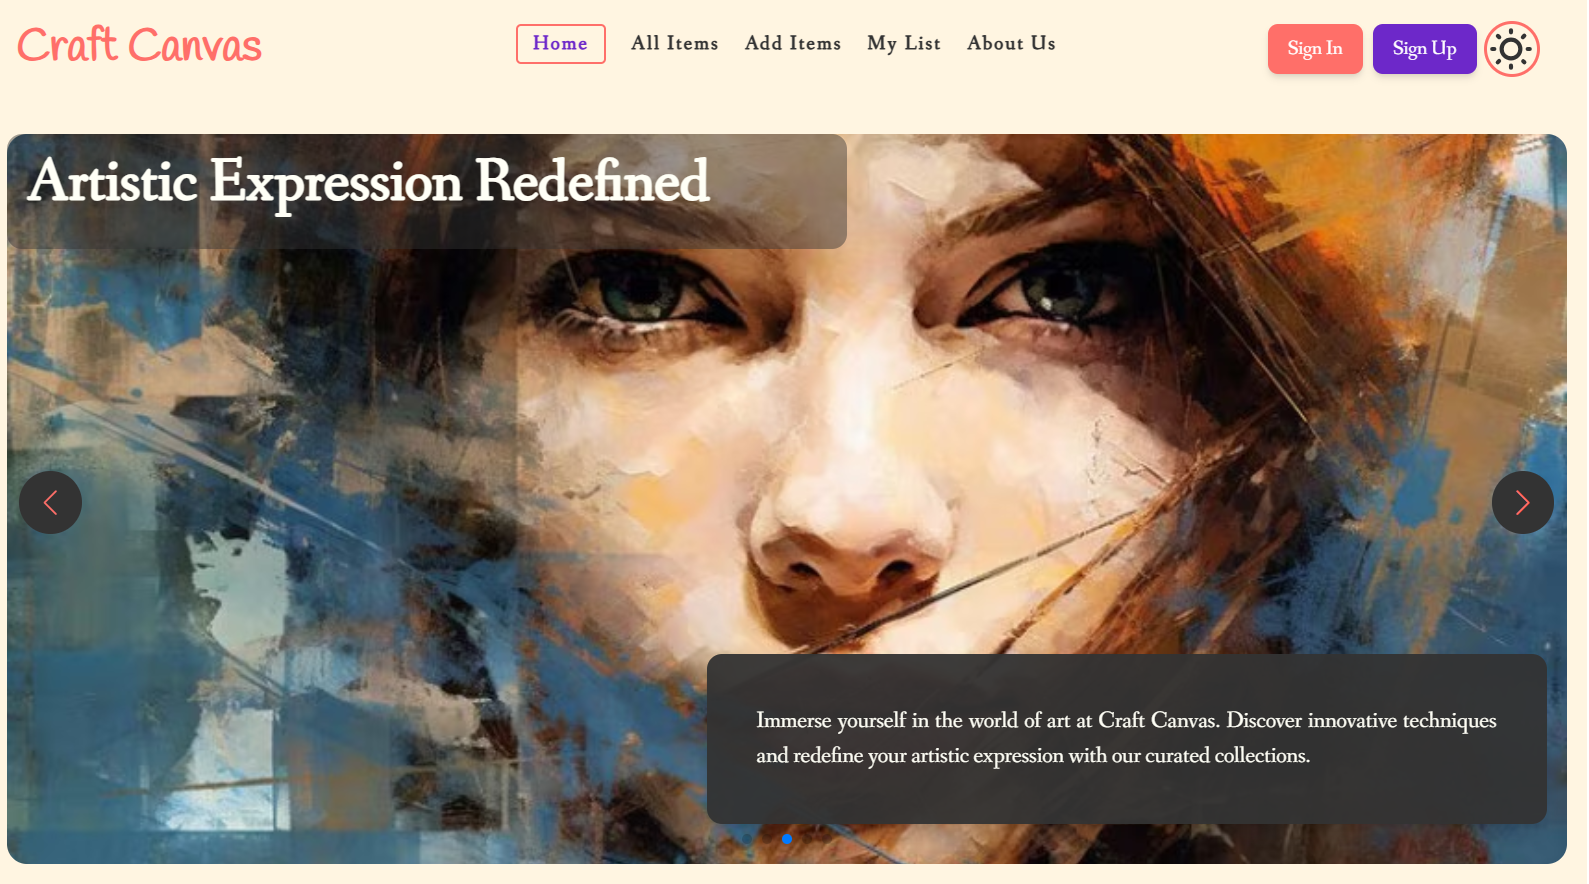 Craft Canvas
Home All Items Add Items My List About Us
Sign In Sign Up
Artistic Expression Redefined
Immerse yourself in the world of art at Craft Canvas. Discover innovative techniques
and redefine your artistic expression with our curated collections.